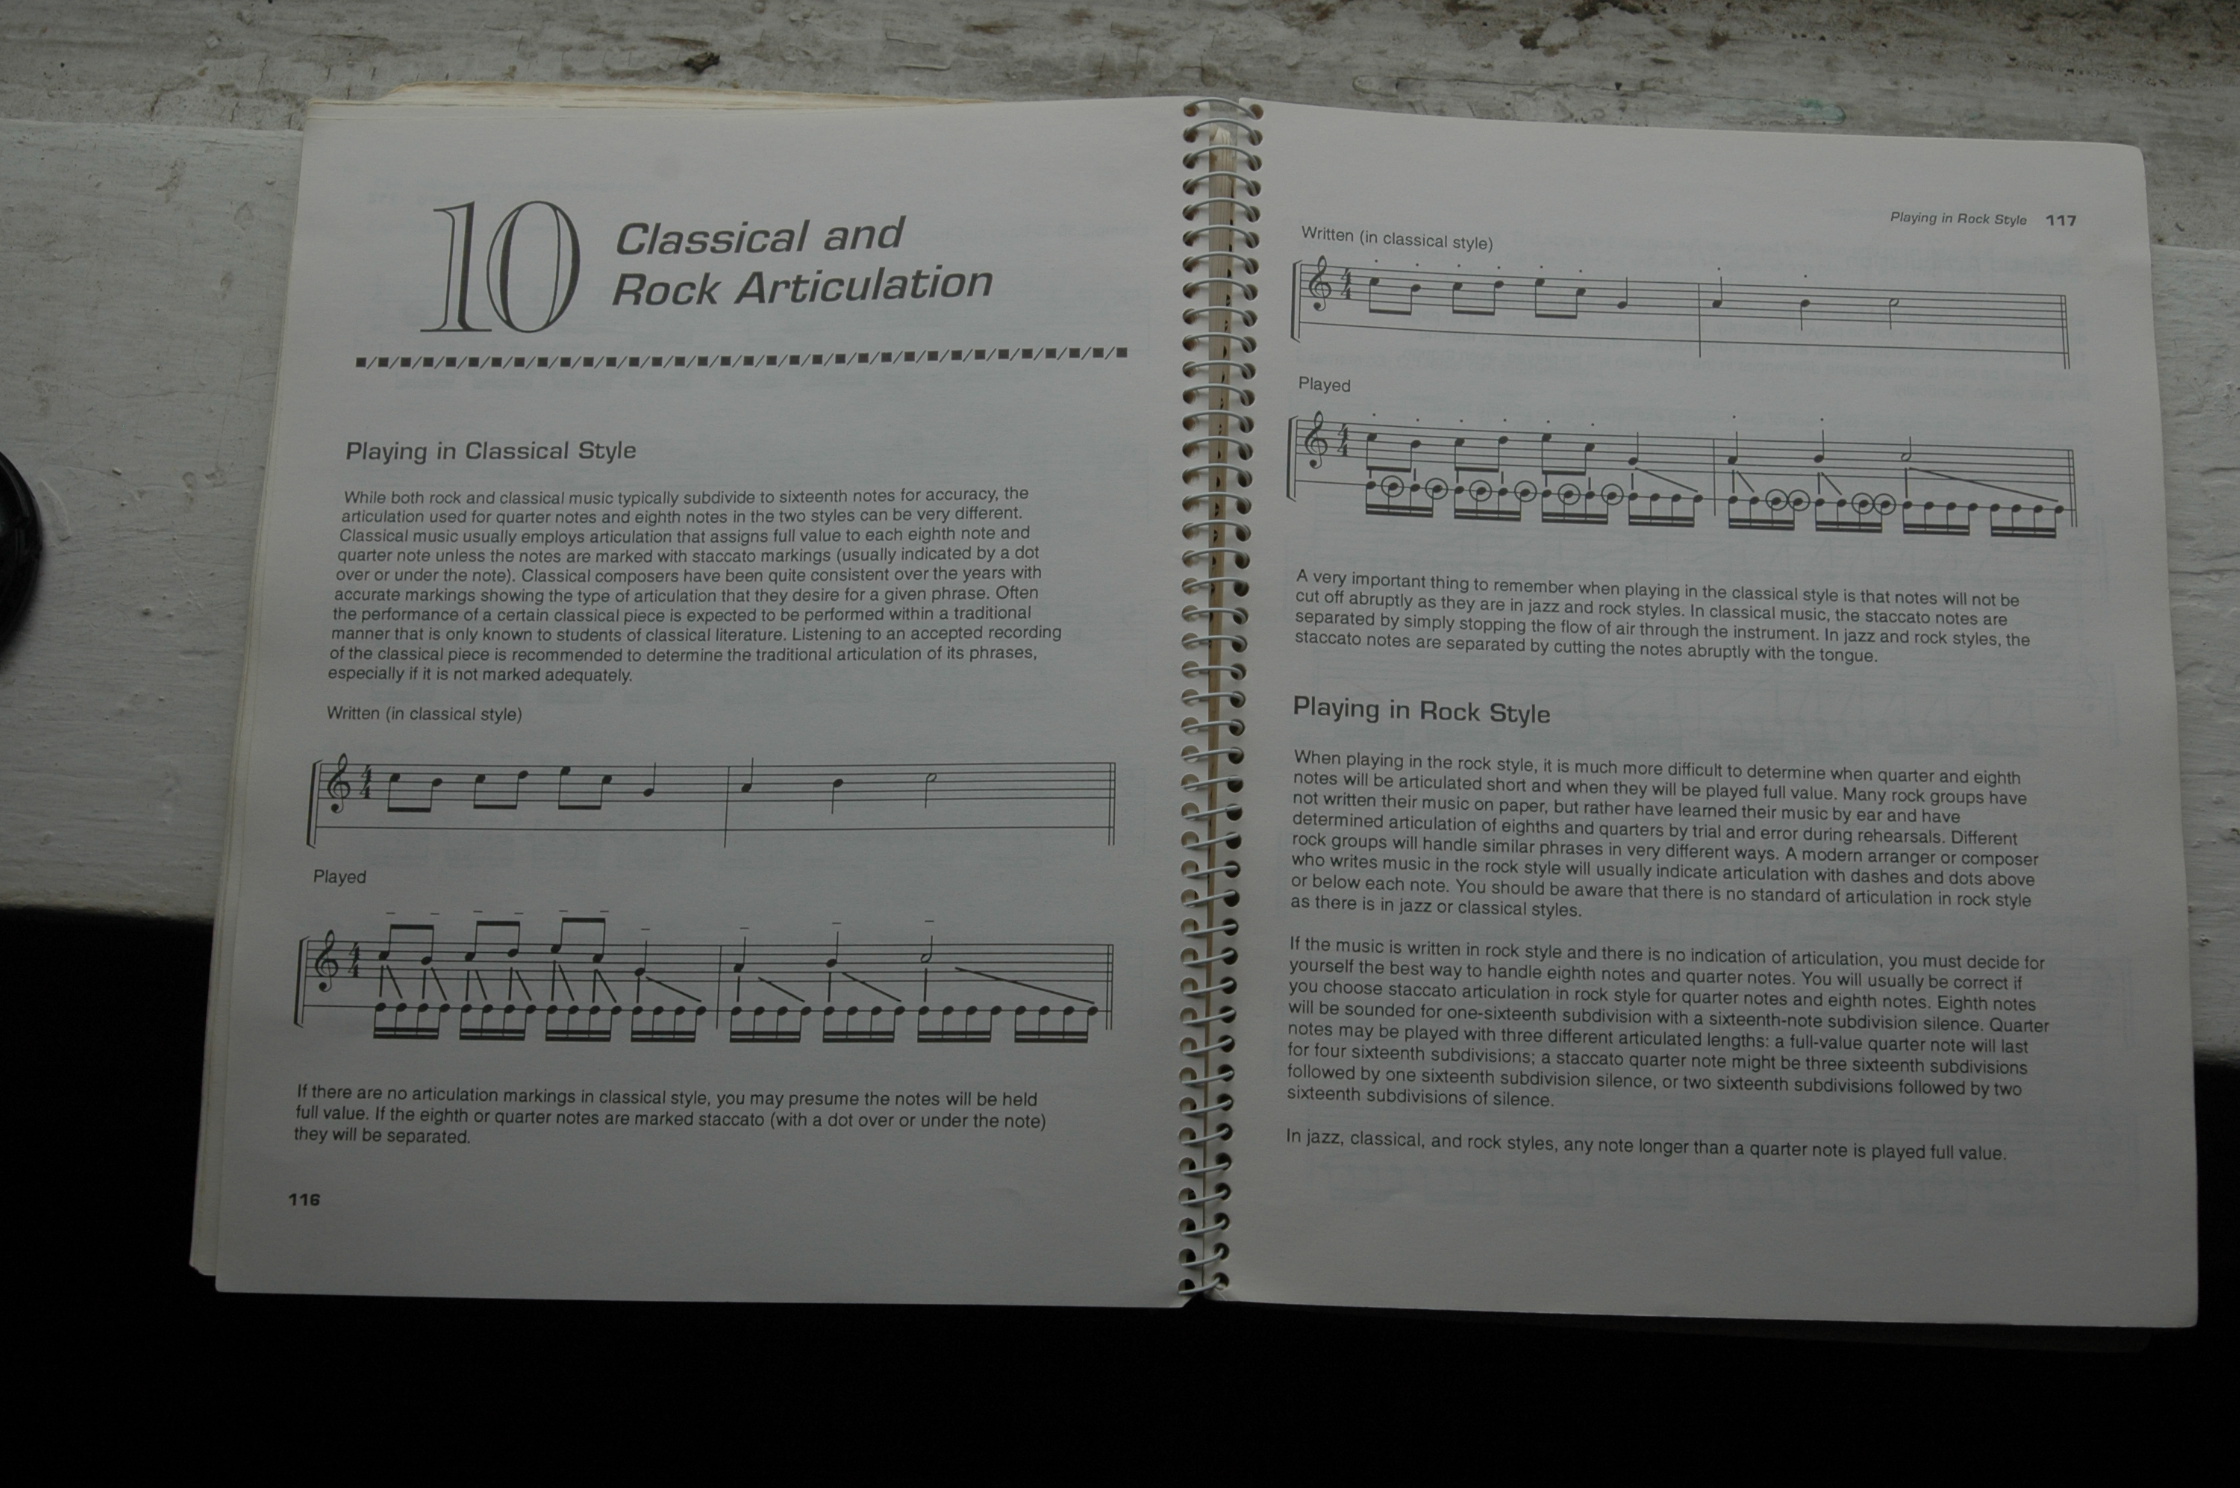 10
Classical and
Rock Articulation
Playing in Classical Style
While both rock and classical music typically subdivide to sixteenth notes for accuracy, the
articulation used for quarter notes and eighth notes in the two styles can be very different.
Classical music usually employs articulation that assigns full value to each eighth note and
quarter note unless the notes are marked with staccato markings (usually indicated by a dot
over or under the note). Classical composers have been quite consistent over the years with
accurate markings showing the type of articulation that they desire for a given phrase. Often
the performance of a certain classical piece is expected to be performed within a traditional
manner that is only known to students of classical literature. Listening to an accepted recording
of the classical piece is recommended to determine the traditional articulation of its phrases,
especially if it is not marked adequately.
Written (in classical style)
4
4
Played
4
4
If there are no articulation markings in classical style, you may presume the notes will be held
full value. If the eighth or quarter notes are marked staccato (with a dot over or under the note)
they will be separated.
116
Playing in Rock Style 117
Written (in classical style)
4
4
Played
4
4
A very important thing to remember when playing in the classical style is that notes will not be
cut off abruptly as they are in jazz and rock styles. In classical music, the staccato notes are
separated by simply stopping the flow of air through the instrument. In jazz and rock styles, the
staccato notes are separated by cutting the notes abruptly with the tongue.
Playing in Rock Style
When playing in the rock style, it is much more difficult to determine when quarter and eighth
notes will be articulated short and when they will be played full value. Many rock groups have
not written their music on paper, but rather have learned their music by ear and have
determined articulation of eighths and quarters by trial and error during rehearsals. Different
rock groups will handle similar phrases in very different ways. A modern arranger or composer
who writes music in the rock style will usually indicate articulation with dashes and dots above
or below each note. You should be aware that there is no standard of articulation in rock style
as there is in jazz or classical styles.
If the music is written in rock style and there is no indication of articulation, you must decide for
yourself the best way to handle eighth notes and quarter notes. You will usually be correct if
you choose staccato articulation in rock style for quarter notes and eighth notes. Eighth notes
will be sounded for one-sixteenth subdivision with a sixteenth-note subdivision silence. Quarter
notes may be played with three different articulated lengths: a full-value quarter note will last
for four sixteenth subdivisions; a staccato quarter note might be three sixteenth subdivisions
followed by one sixteenth subdivision silence, or two sixteenth subdivisions followed by two
sixteenth subdivisions of silence.
In jazz, classical, and rock styles, any note longer than a quarter note is played full value.